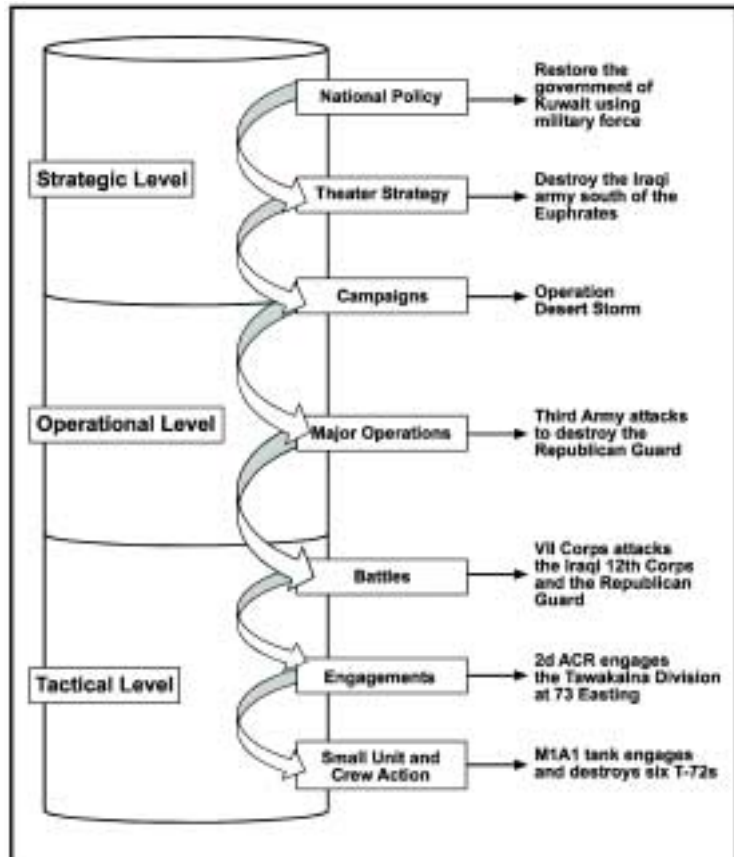 National Policy
Restore the
government of
Kuwait using
military force
Strategic Level
Theater Strategy
Destroy the Iraqi
army south of the
Euphrates
Campaigns
Operation
Desert Storm
Operational Level
Major Operations
Third Army attacks
to destroy the
Republican Guard
Battles
VII Corps attacks
the Iraqi 12th Corps
and the Republican
Guard
Tactical Level
Engagements
2d ACR engages
the Tawakalna Division
at 73 Easting
Small Unit and
Crew Action
M1A1 tank engages
and destroys six T-72s